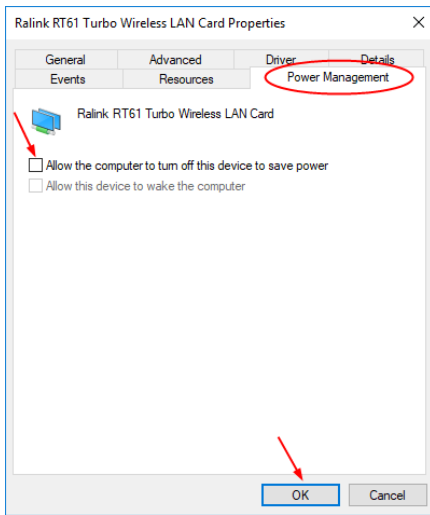 Ralink RT61 Turbo Wireless LAN Card Properties
General Advanced Driver Details
Events Resources Power Management
Ralink RT61 Turbo Wireless LAN Card
Allow the computer to turn off this device to save power
Allow this device to wake the computer
OK Cancel